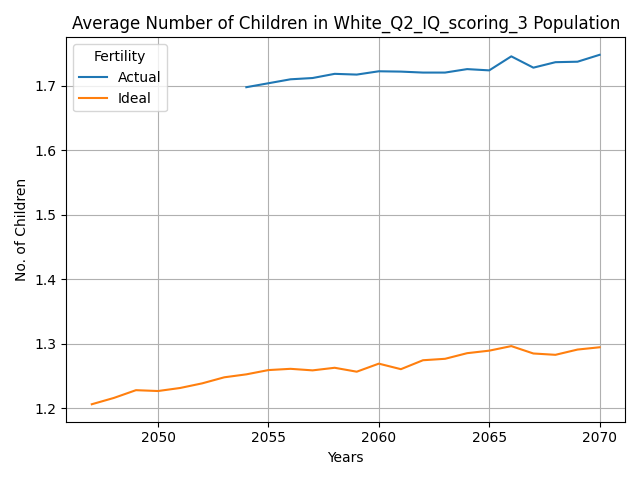 Average Number of Children in White_Q2_IQ_scoring_3 Population
Fertility
Actual
Ideal
No. of Children
1.7
1.6
1.5
1.4
1.3
1.2
2050
2055
2060
2065
2070
Years